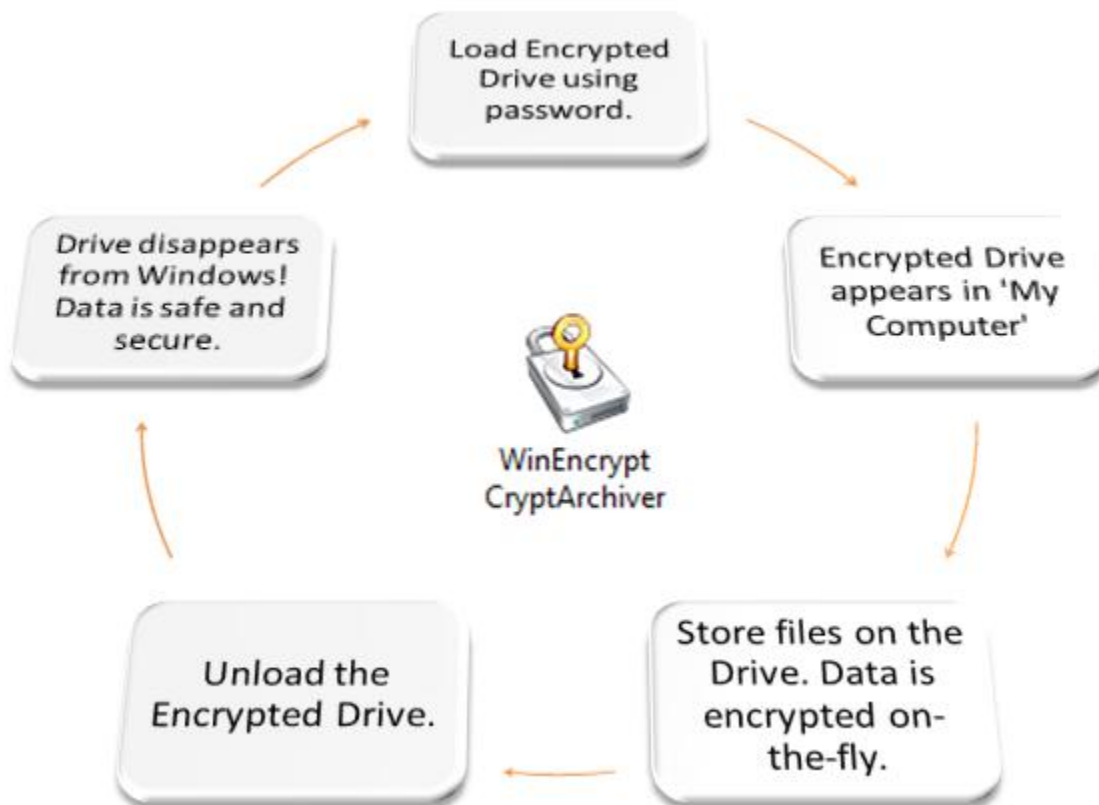 Load Encrypted
Drive using
password.
Encrypted Drive
appears in 'My
Computer'
Store files on the
Drive. Data is
encrypted on-
the-fly.
Unload the
Encrypted Drive.
Drive disappears
from Windows!
Data is safe and
secure.
WinEncrypt
CryptArchiver